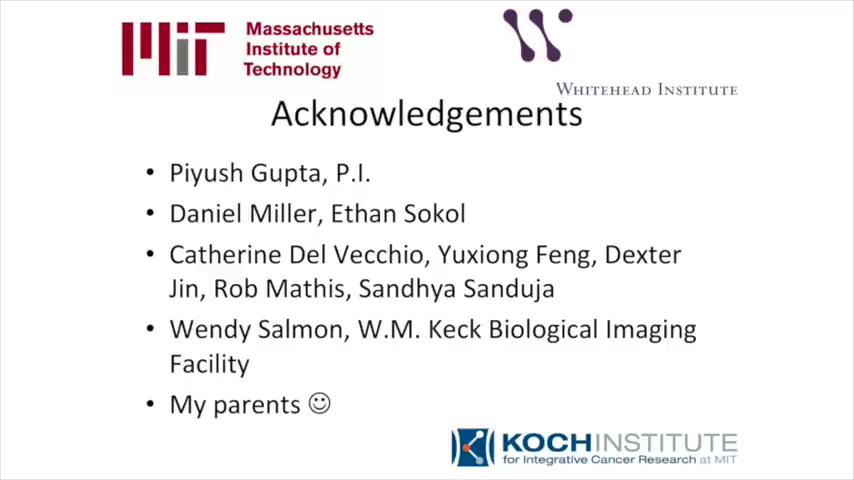 MIT
Massachusetts
Institute of
Technology
WHITEHEAD INSTITUTE
Acknowledgements
• Piyush Gupta, P.I.
• Daniel Miller, Ethan Sokol
• Catherine Del Vecchio, Yuxiong Feng, Dexter
Jin, Rob Mathis, Sandhya Sanduja
• Wendy Salmon, W.M. Keck Biological Imaging
Facility
• My parents ☺
KOCH INSTITUTE
for Integrative Cancer Research at MIT